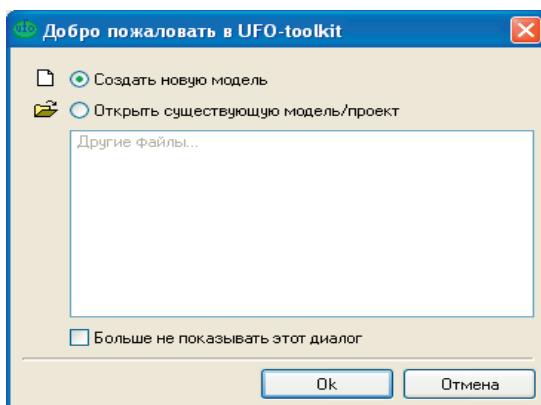 ufo Добро пожаловать в UFO-toolkit
Создать новую модель
Открыть существующую модель/проект
Другие файлы...
Больше не показывать этот диалог
Ok Отмена